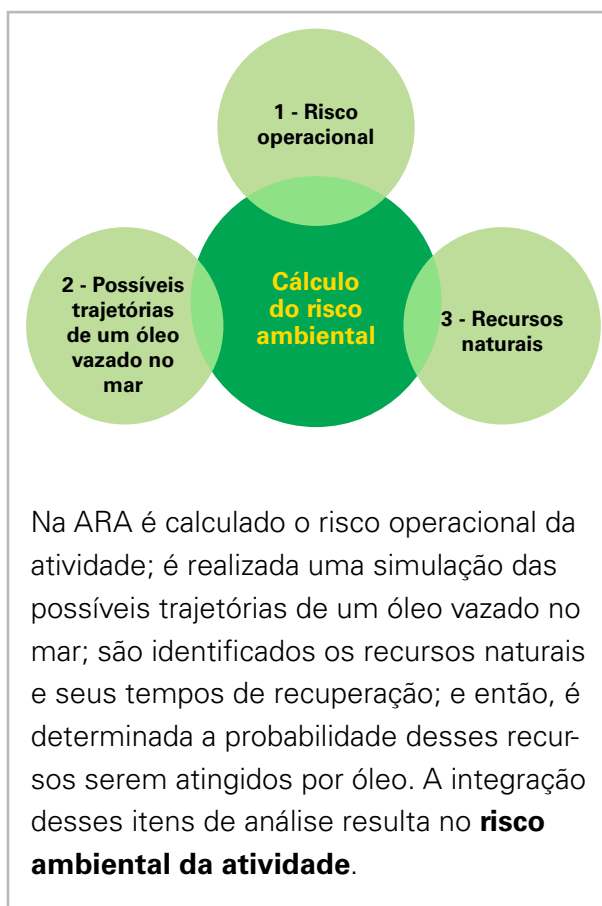 1 - Risco
operacional
2 - Possíveis
trajetórias
de um óleo
vazado no
mar
Cálculo
do risco
ambiental
3 - Recursos
naturais
Na ARA é calculado o risco operacional da
atividade; é realizada uma simulação das
possíveis trajetórias de um óleo vazado no
mar; são identificados os recursos naturais
e seus tempos de recuperação; e então, é
determinada a probabilidade desses recur-
sos serem atingidos por óleo. A integração
desses itens de análise resulta no risco
ambiental da atividade.